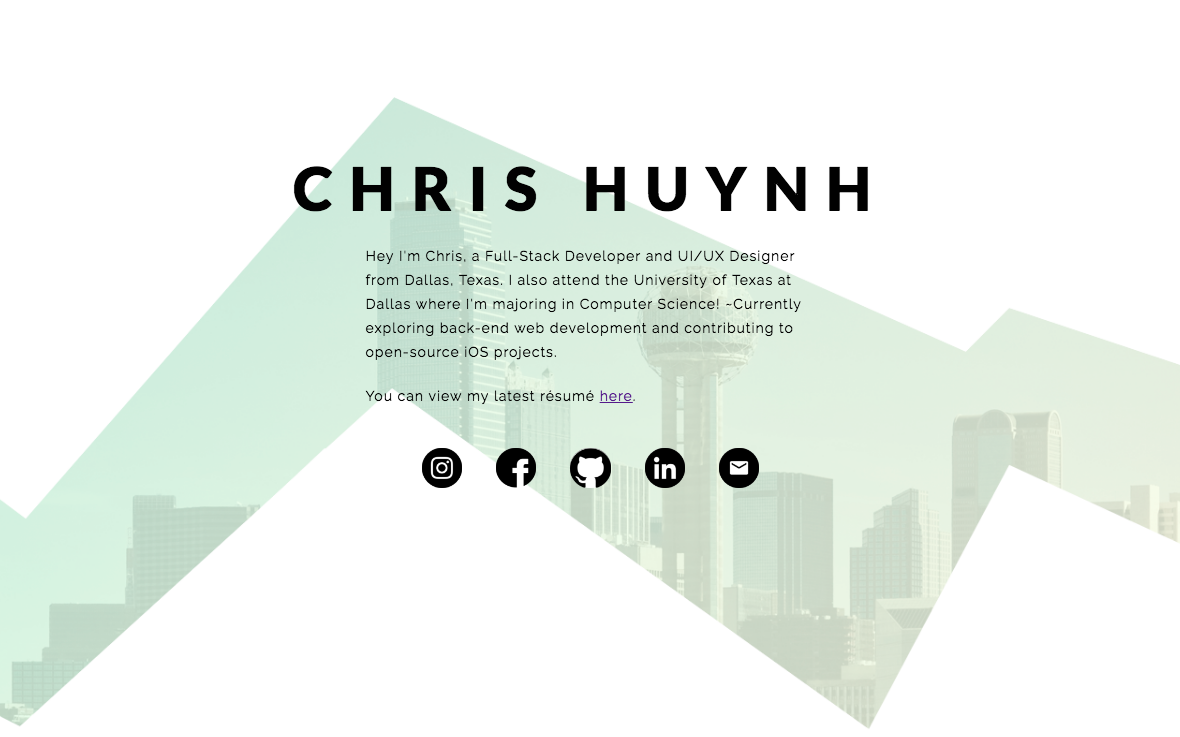 CHRIS HUYNH
Hey I'm Chris, a Full-Stack Developer and UI/UX Designer
from Dallas, Texas. I also attend the University of Texas at
Dallas where I'm majoring in Computer Science! ~Currently
exploring back-end web development and contributing to
open-source iOS projects.
You can view my latest résumé here.
in